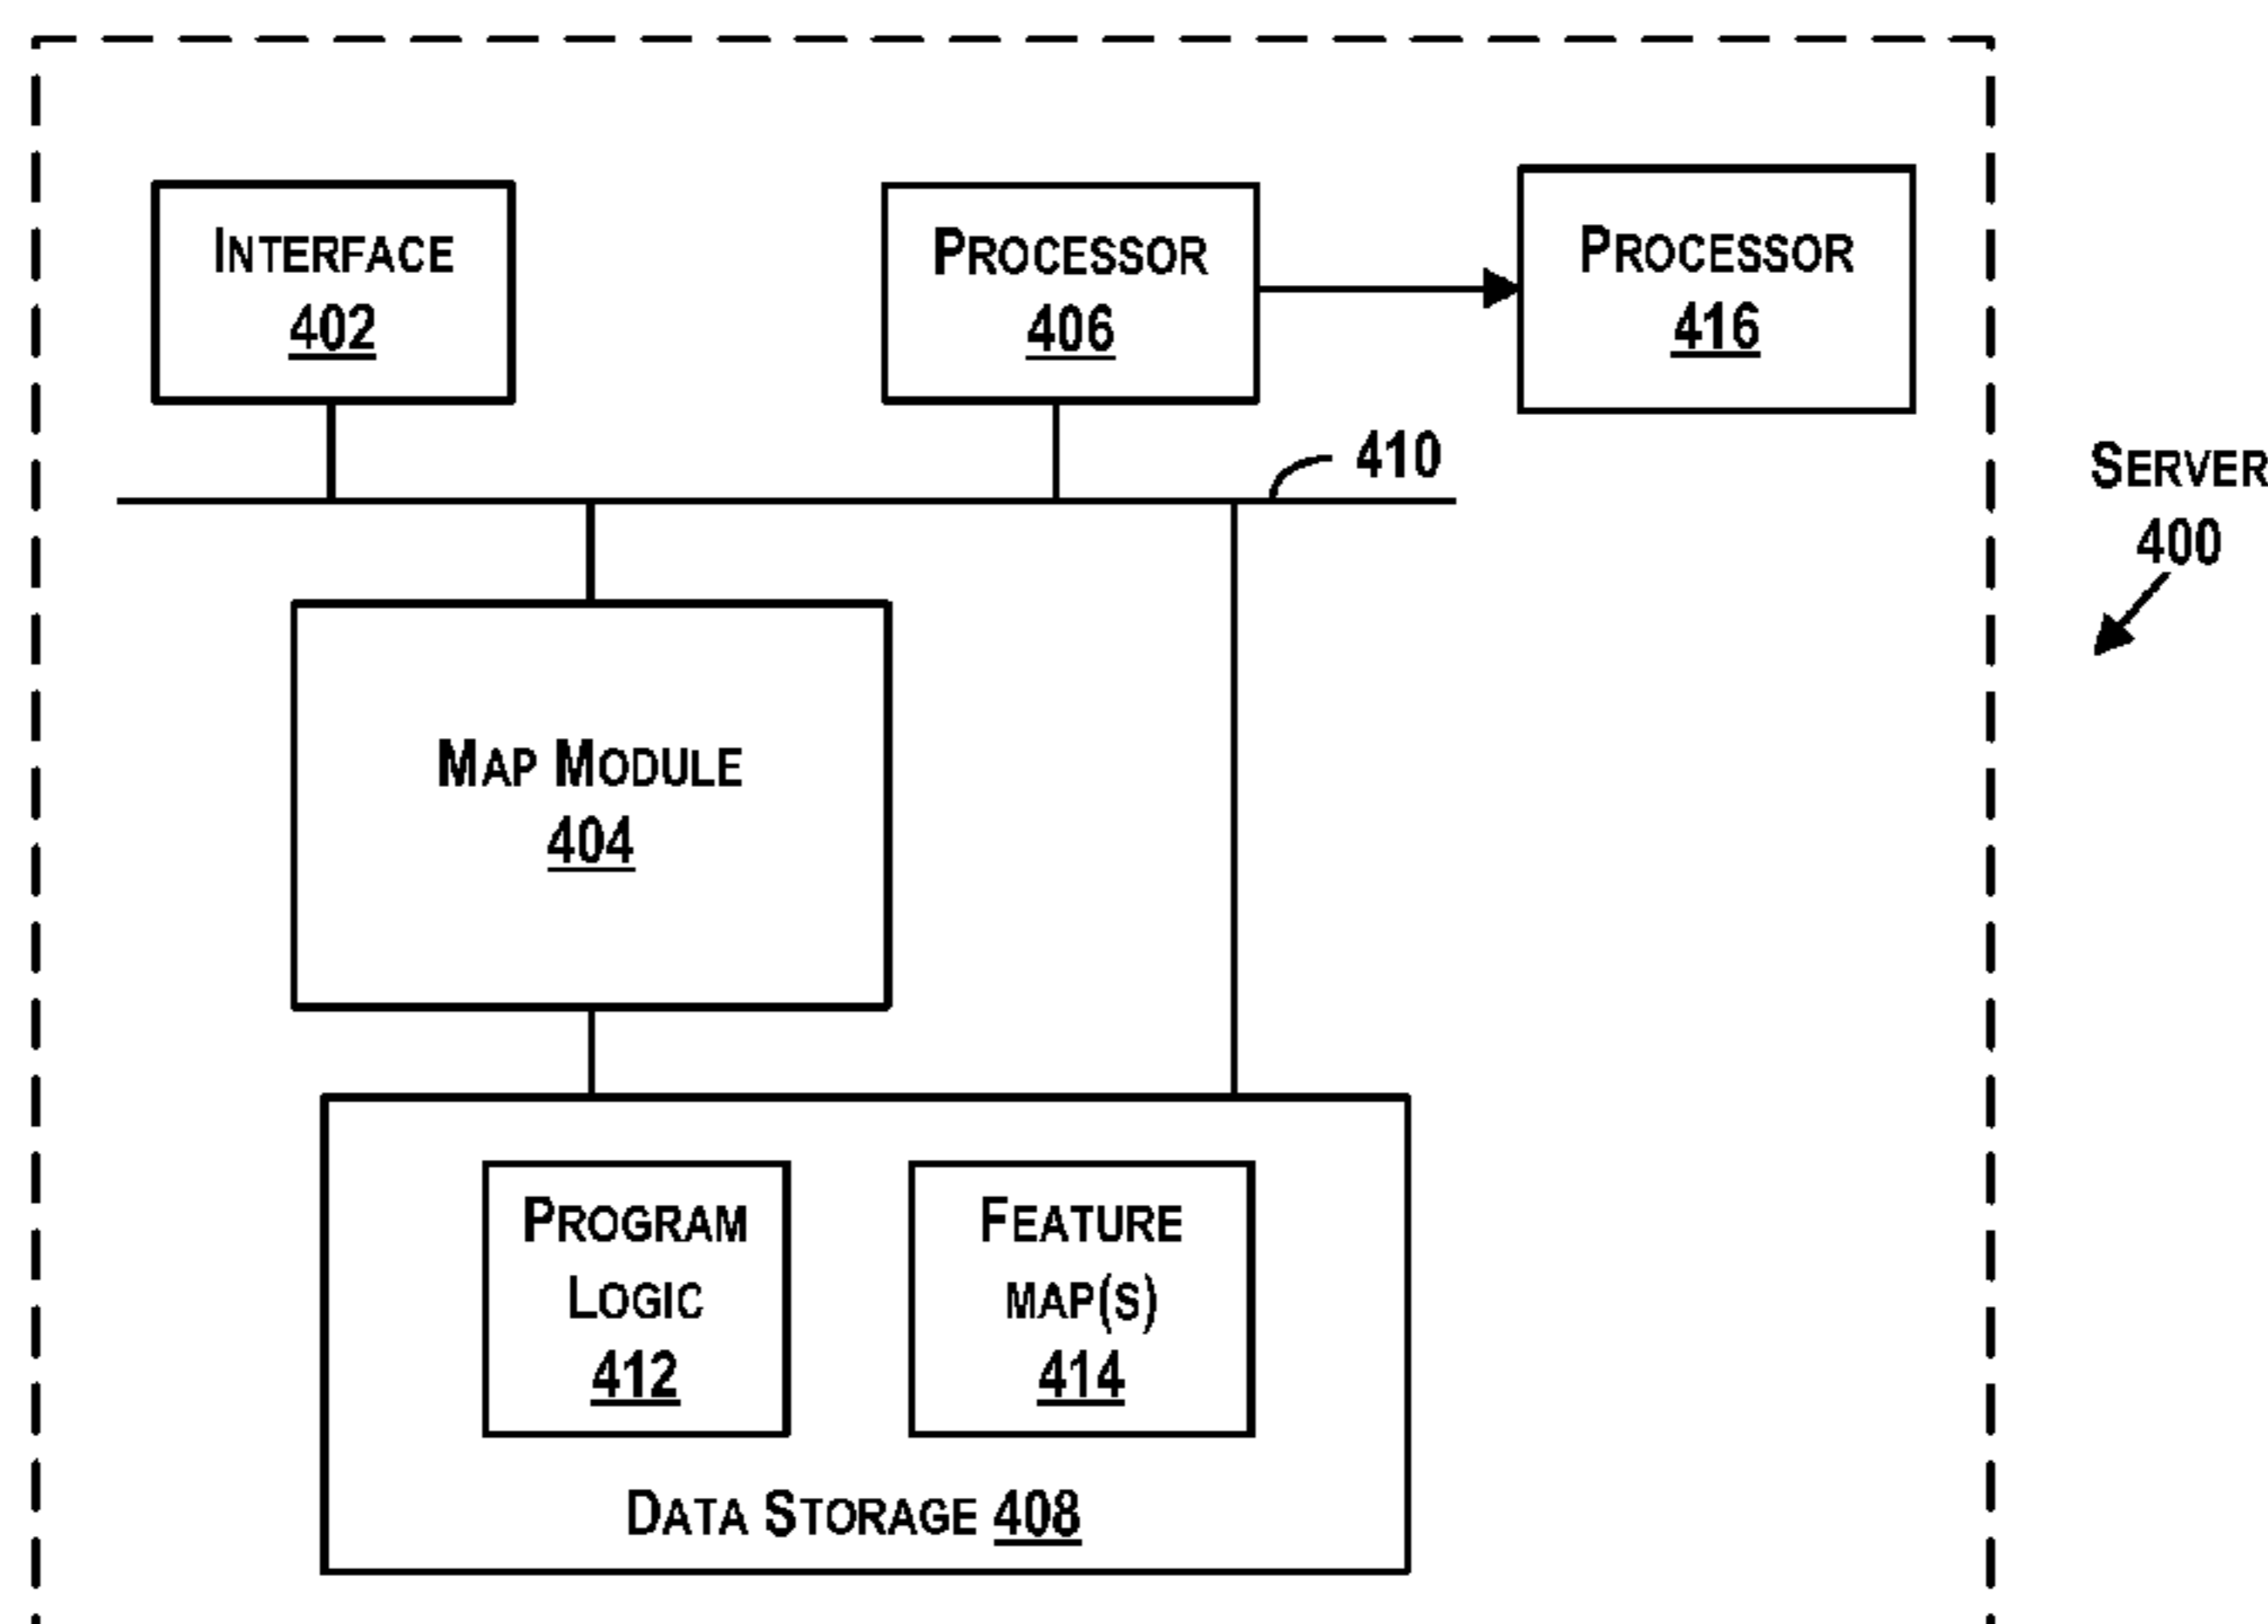 INTERFACE
402
PROCESSOR
406
PROCESSOR
416
410
SERVER
400
MAP MODULE
404
PROGRAM
LOGIC
412
FEATURE
MAP(S)
414
DATA STORAGE 408